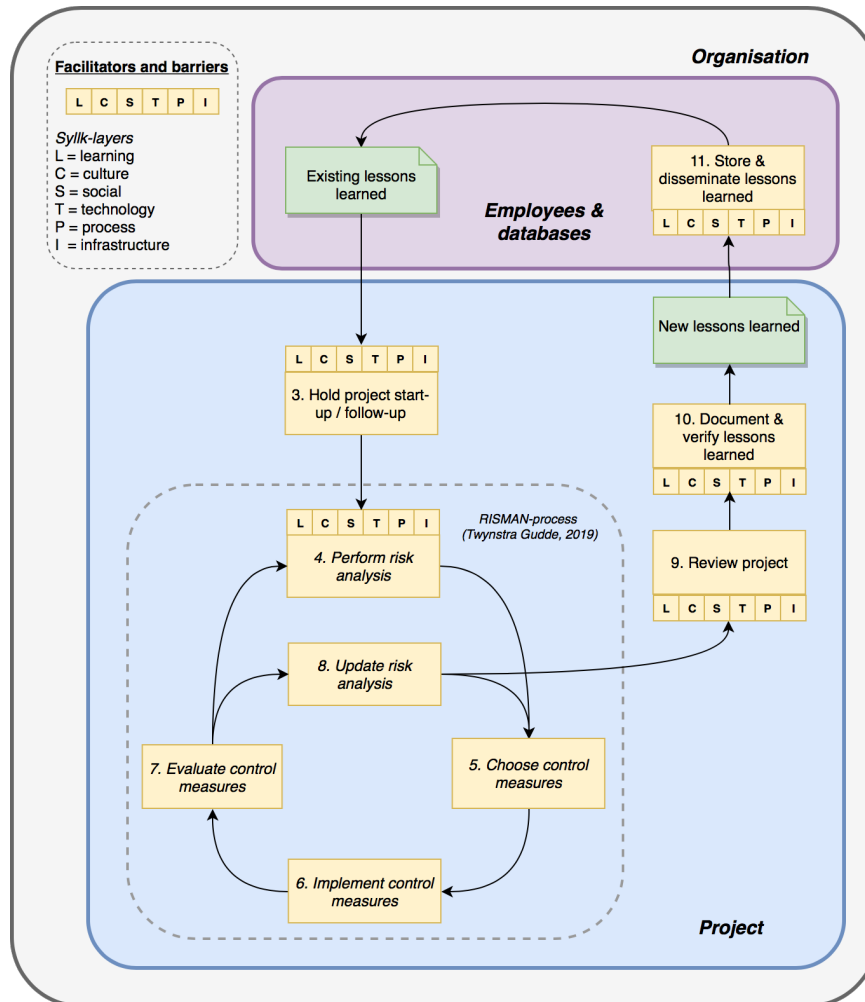 Organisation
Facilitators and barriers
L C S T P I
Syllk-layers
L = learning
C = culture
S = social
T = technology
P = process
I = infrastructure
Existing lessons
learned
11. Store &
disseminate lessons
learned
L C S T P I
Employees &
databases
New lessons learned
L C S T P I
3. Hold project start-
up / follow-up
10. Document &
verify lessons
learned
L C S T P I
RISMAN-process
(Twynstra Gudde, 2019)
L C S T P I
4. Perform risk
analysis
9. Review project
L C S T P I
8. Update risk
analysis
7. Evaluate control
measures
5. Choose control
measures
6. Implement control
measures
Project